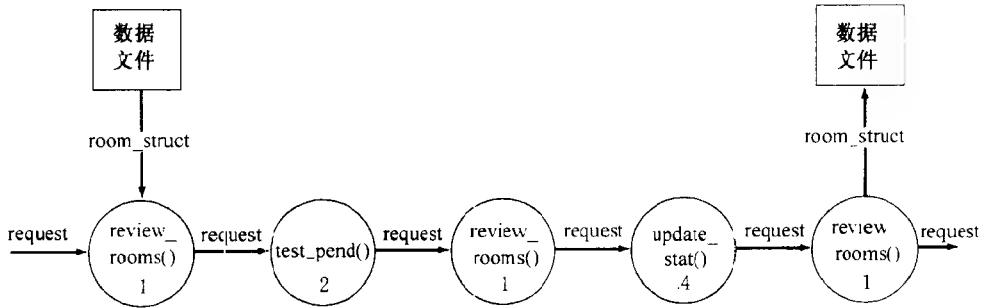 数据
文件
数据
文件
room_struct
room_struct
request
review_
rooms()
1
request
test_pend()
2
request
review_
rooms()
1
request
update_
stat()
.4
request
review
rooms()
1
request